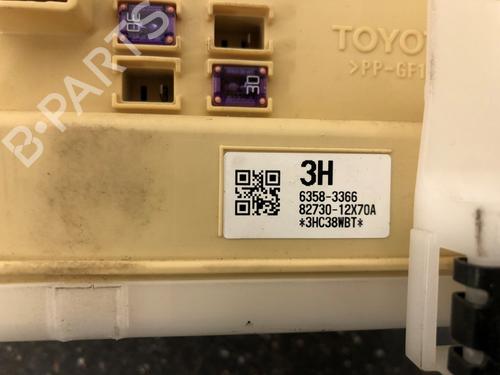 30
TOYOT
>PP-GF1
30
3H
6358-3366
82730-12X70A
*3HC38WBT*
B-PARTS